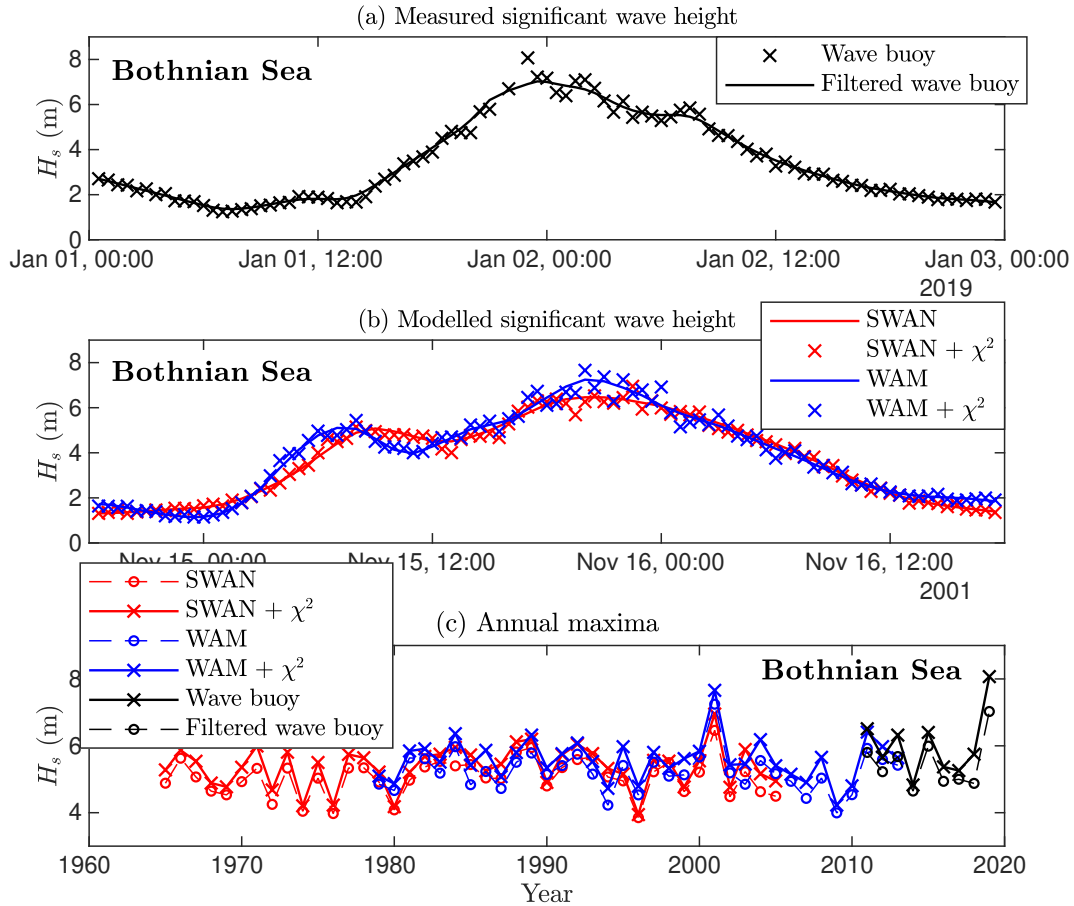 (a) Measured significant wave height
Bothnian Sea
Wave buoy
Filtered wave buoy
H_s (m)
8
6
4
2
0
Jan 01, 00:00 Jan 01, 12:00 Jan 02, 00:00 Jan 02, 12:00 Jan 03, 00:00
2019
(b) Modelled significant wave height
Bothnian Sea
SWAN
SWAN + χ²
WAM
WAM + χ²
H_s (m)
8
6
4
2
0
Nov 15, 00:00 Nov 15, 12:00 Nov 16, 00:00 Nov 16, 12:00
2001
(c) Annual maxima
Bothnian Sea
SWAN
SWAN + χ²
WAM
WAM + χ²
Wave buoy
Filtered wave buoy
H_s (m)
8
6
4
1960 1970 1980 1990 2000 2010 2020
Year